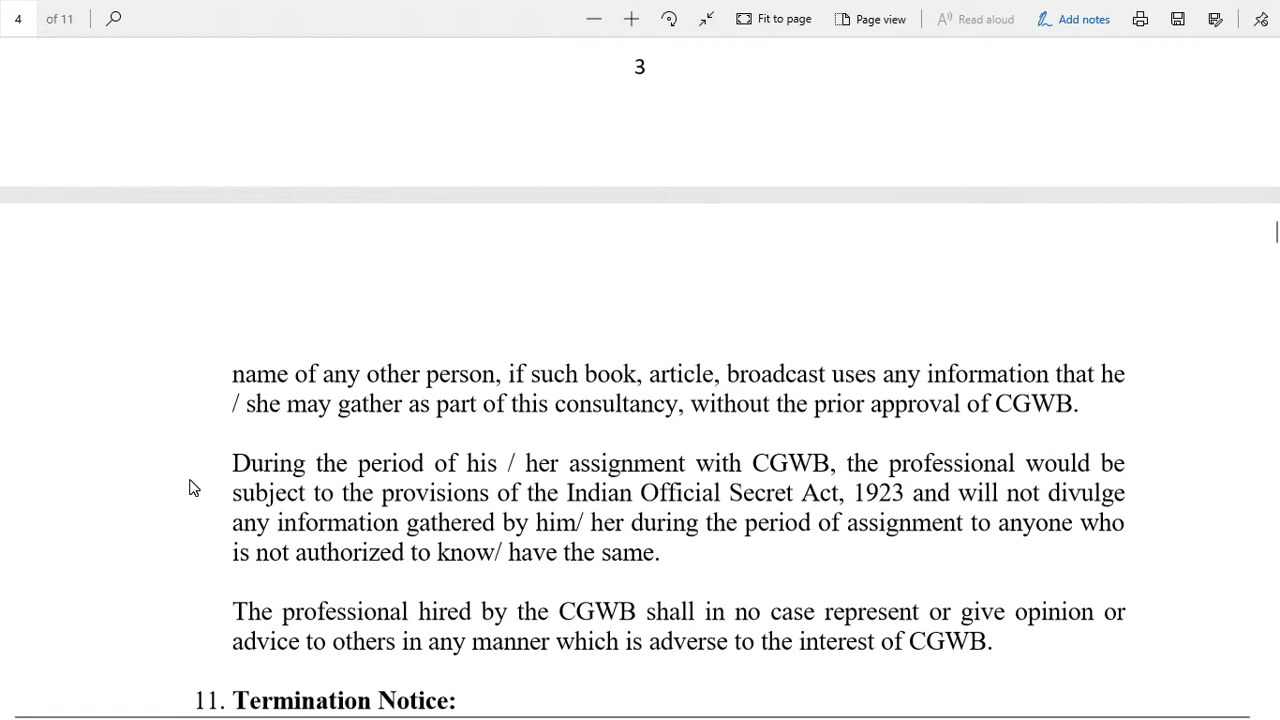 4 of 11 Fit to page Page view Read aloud Add notes
3
name of any other person, if such book, article, broadcast uses any information that he
/ she may gather as part of this consultancy, without the prior approval of CGWB.
During the period of his / her assignment with CGWB, the professional would be
subject to the provisions of the Indian Official Secret Act, 1923 and will not divulge
any information gathered by him/ her during the period of assignment to anyone who
is not authorized to know/ have the same.
The professional hired by the CGWB shall in no case represent or give opinion or
advice to others in any manner which is adverse to the interest of CGWB.
11. Termination Notice: